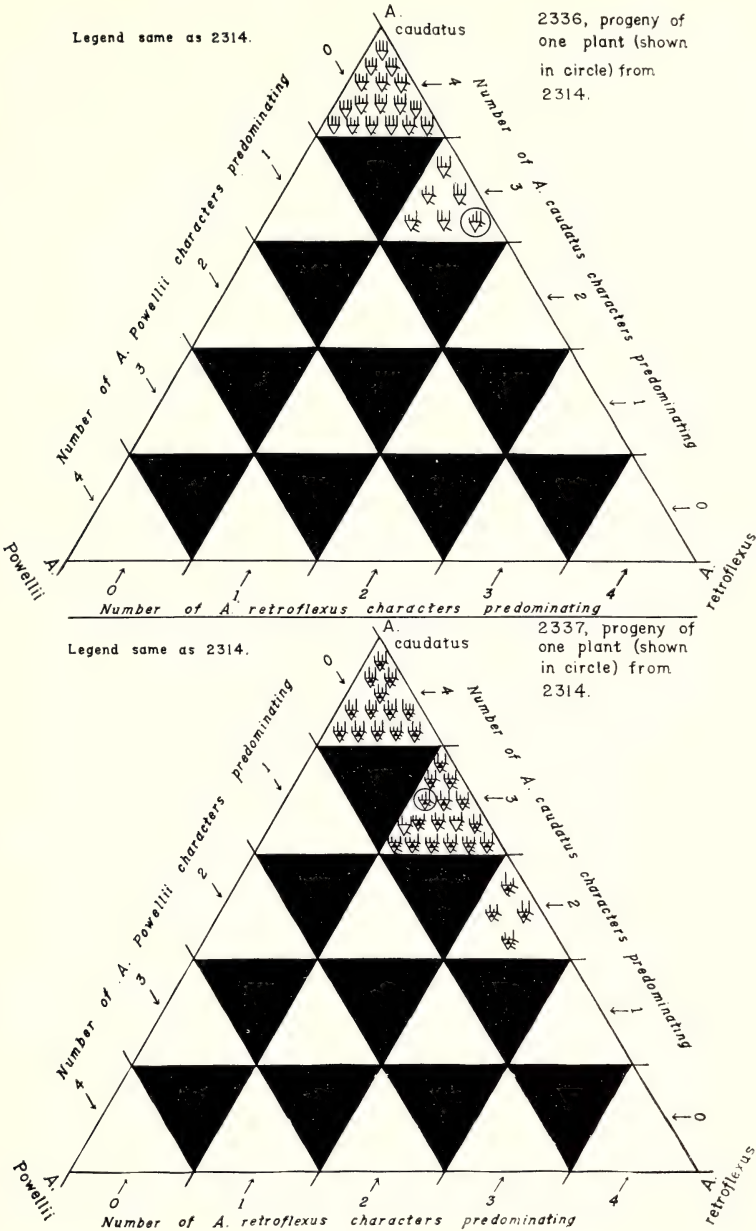 Legend same as 2314.
A.
caudatus
2336, progeny of
one plant (shown
in circle) from
2314.
Number of A. Powellii characters predominating
0
1
2
3
4
Number of A. caudatus characters predominating
4
3
2
1
0
A.
Powellii
A.
retroflexus
0
1
2
3
4
Number of A. retroflexus characters predominating
Legend same as 2314.
A.
caudatus
2337, progeny of
one plant (shown
in circle) from
2314.
Number of A. Powellii characters predominating
0
1
2
3
4
Number of A. caudatus characters predominating
4
3
2
1
0
A.
Powellii
A.
retroflexus
0
1
2
3
4
Number of A. retroflexus characters predominating